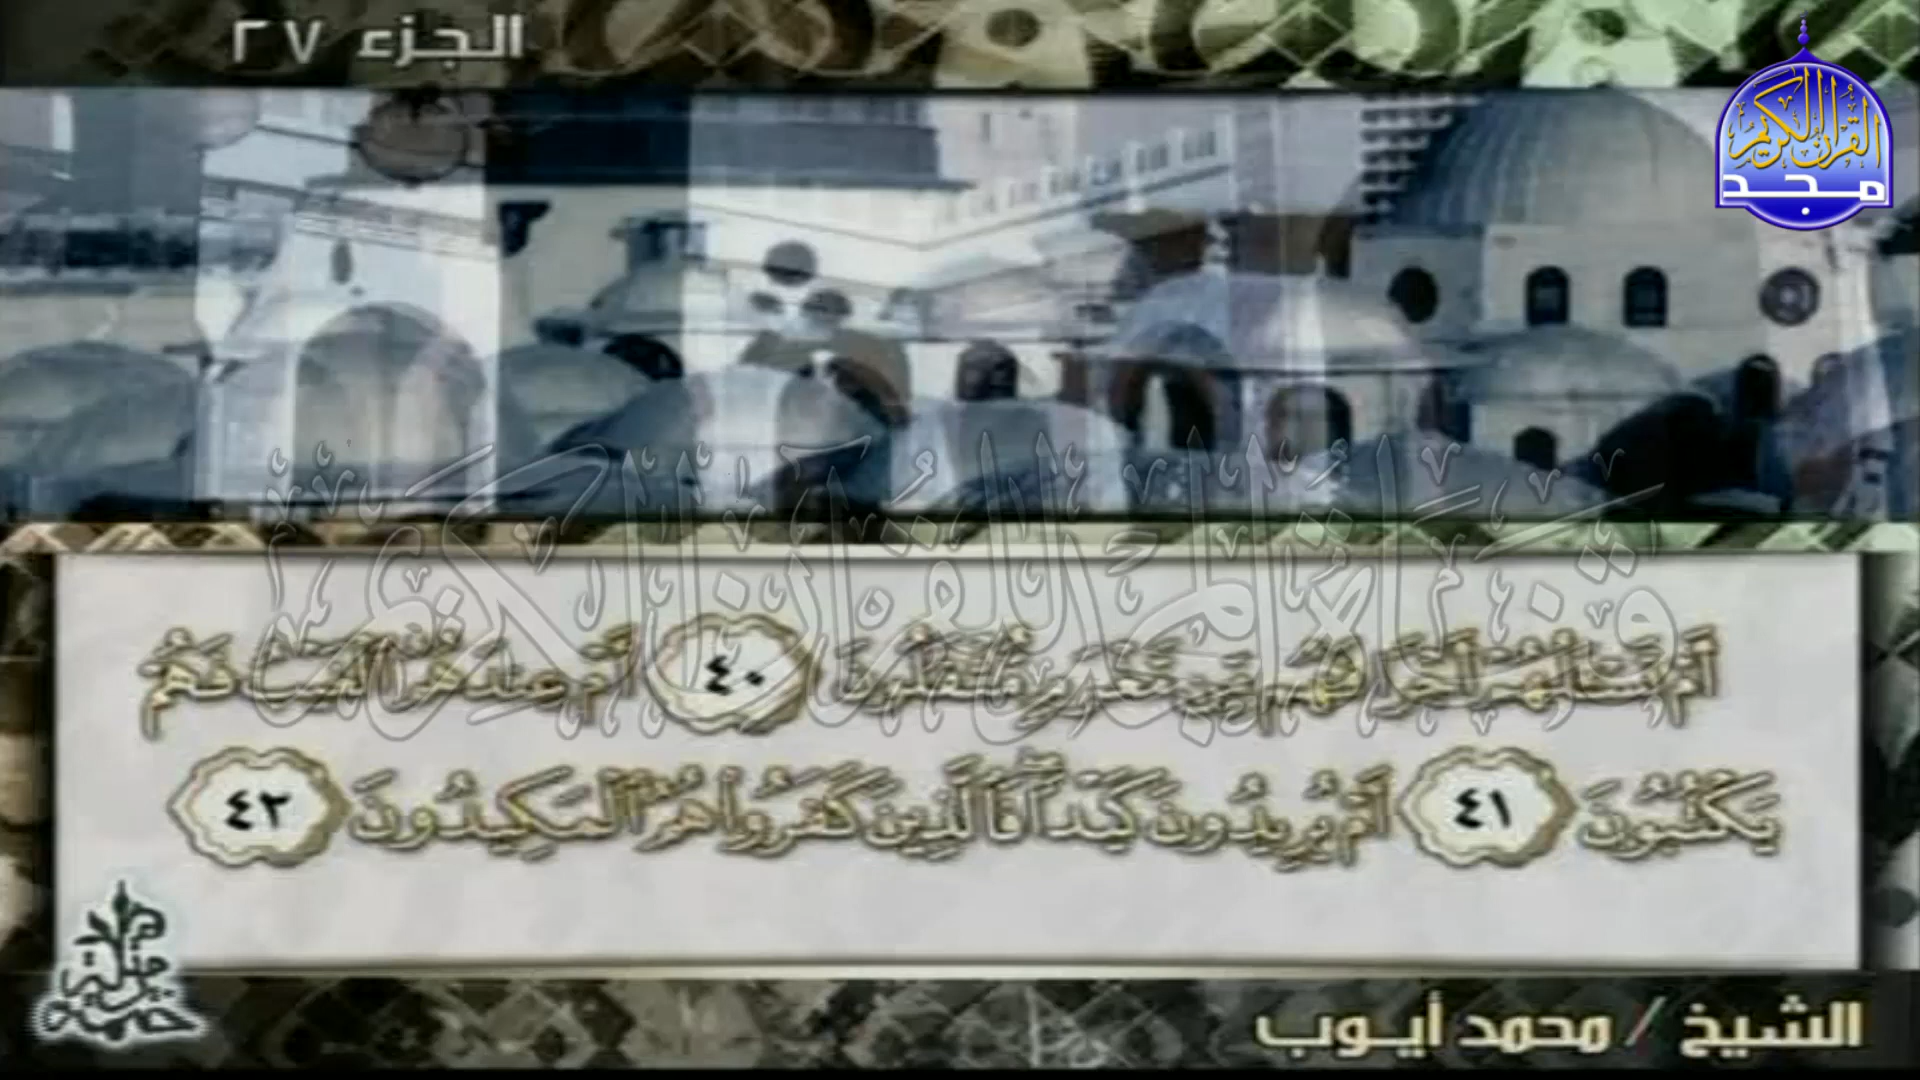 الجزء ٢٧
القرآن الكريم
مجد
أَمْ تَسْأَلُهُمْ أَجْرًا فَهُم مِّن مَّغْرَمٍ مُّثْقَلُونَ ٤٠ أَمْ عِندَهُمُ الْغَيْبُ فَهُمْ
يَكْتُبُونَ ٤١ أَمْ يُرِيدُونَ كَيْدًا فَالَّذِينَ كَفَرُوا هُمُ الْمَكِيدُونَ ٤٢
الشيخ / محمد أيوب